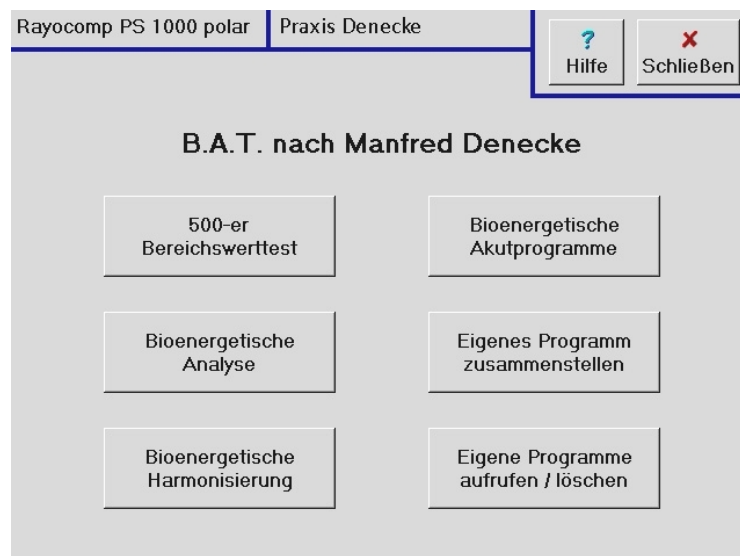 Rayocomp PS 1000 polar
Praxis Denecke
?
Hilfe
Schließen
B.A.T. nach Manfred Denecke
500-er
Bereichswerttest
Bioenergetische
Akutprogramme
Bioenergetische
Analyse
Eigenes Programm
zusammenstellen
Bioenergetische
Harmonisierung
Eigene Programme
aufrufen / löschen